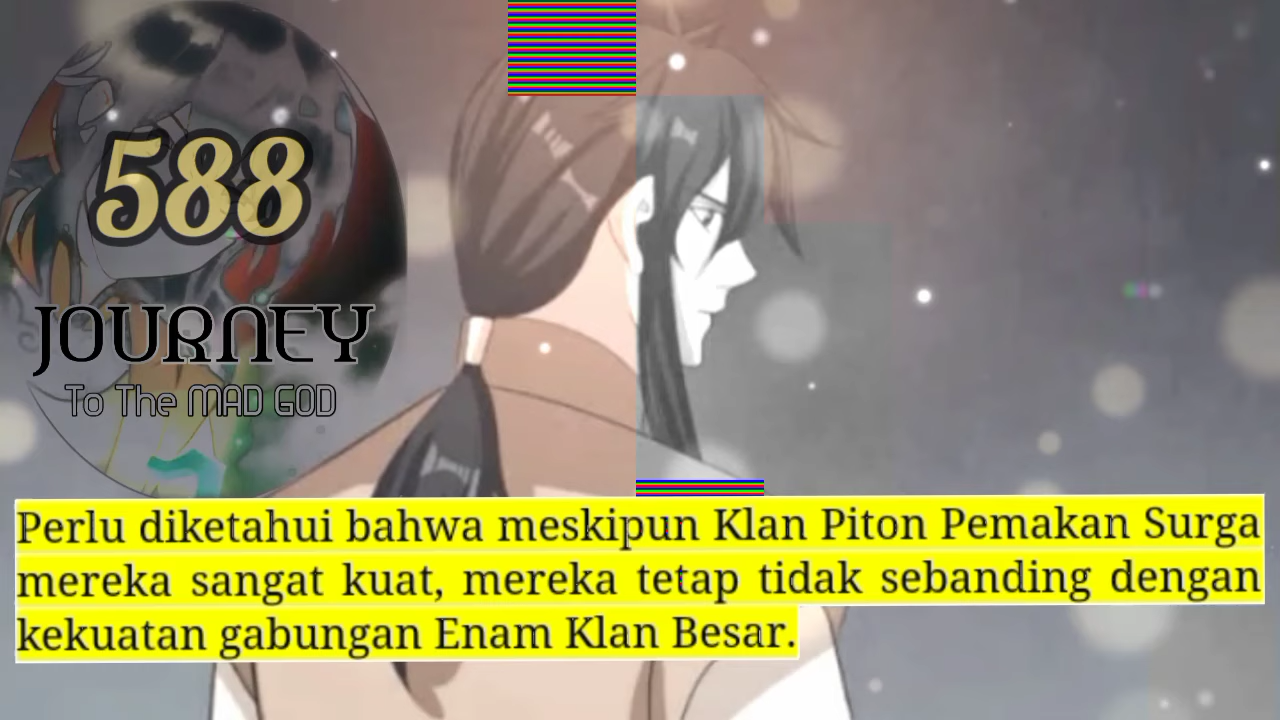 588
JOURNEY
To The MAD GOD
Perlu diketahui bahwa meskipun Klan Piton Pemakan Surga
mereka sangat kuat, mereka tetap tidak sebanding dengan
kekuatan gabungan Enam Klan Besar.